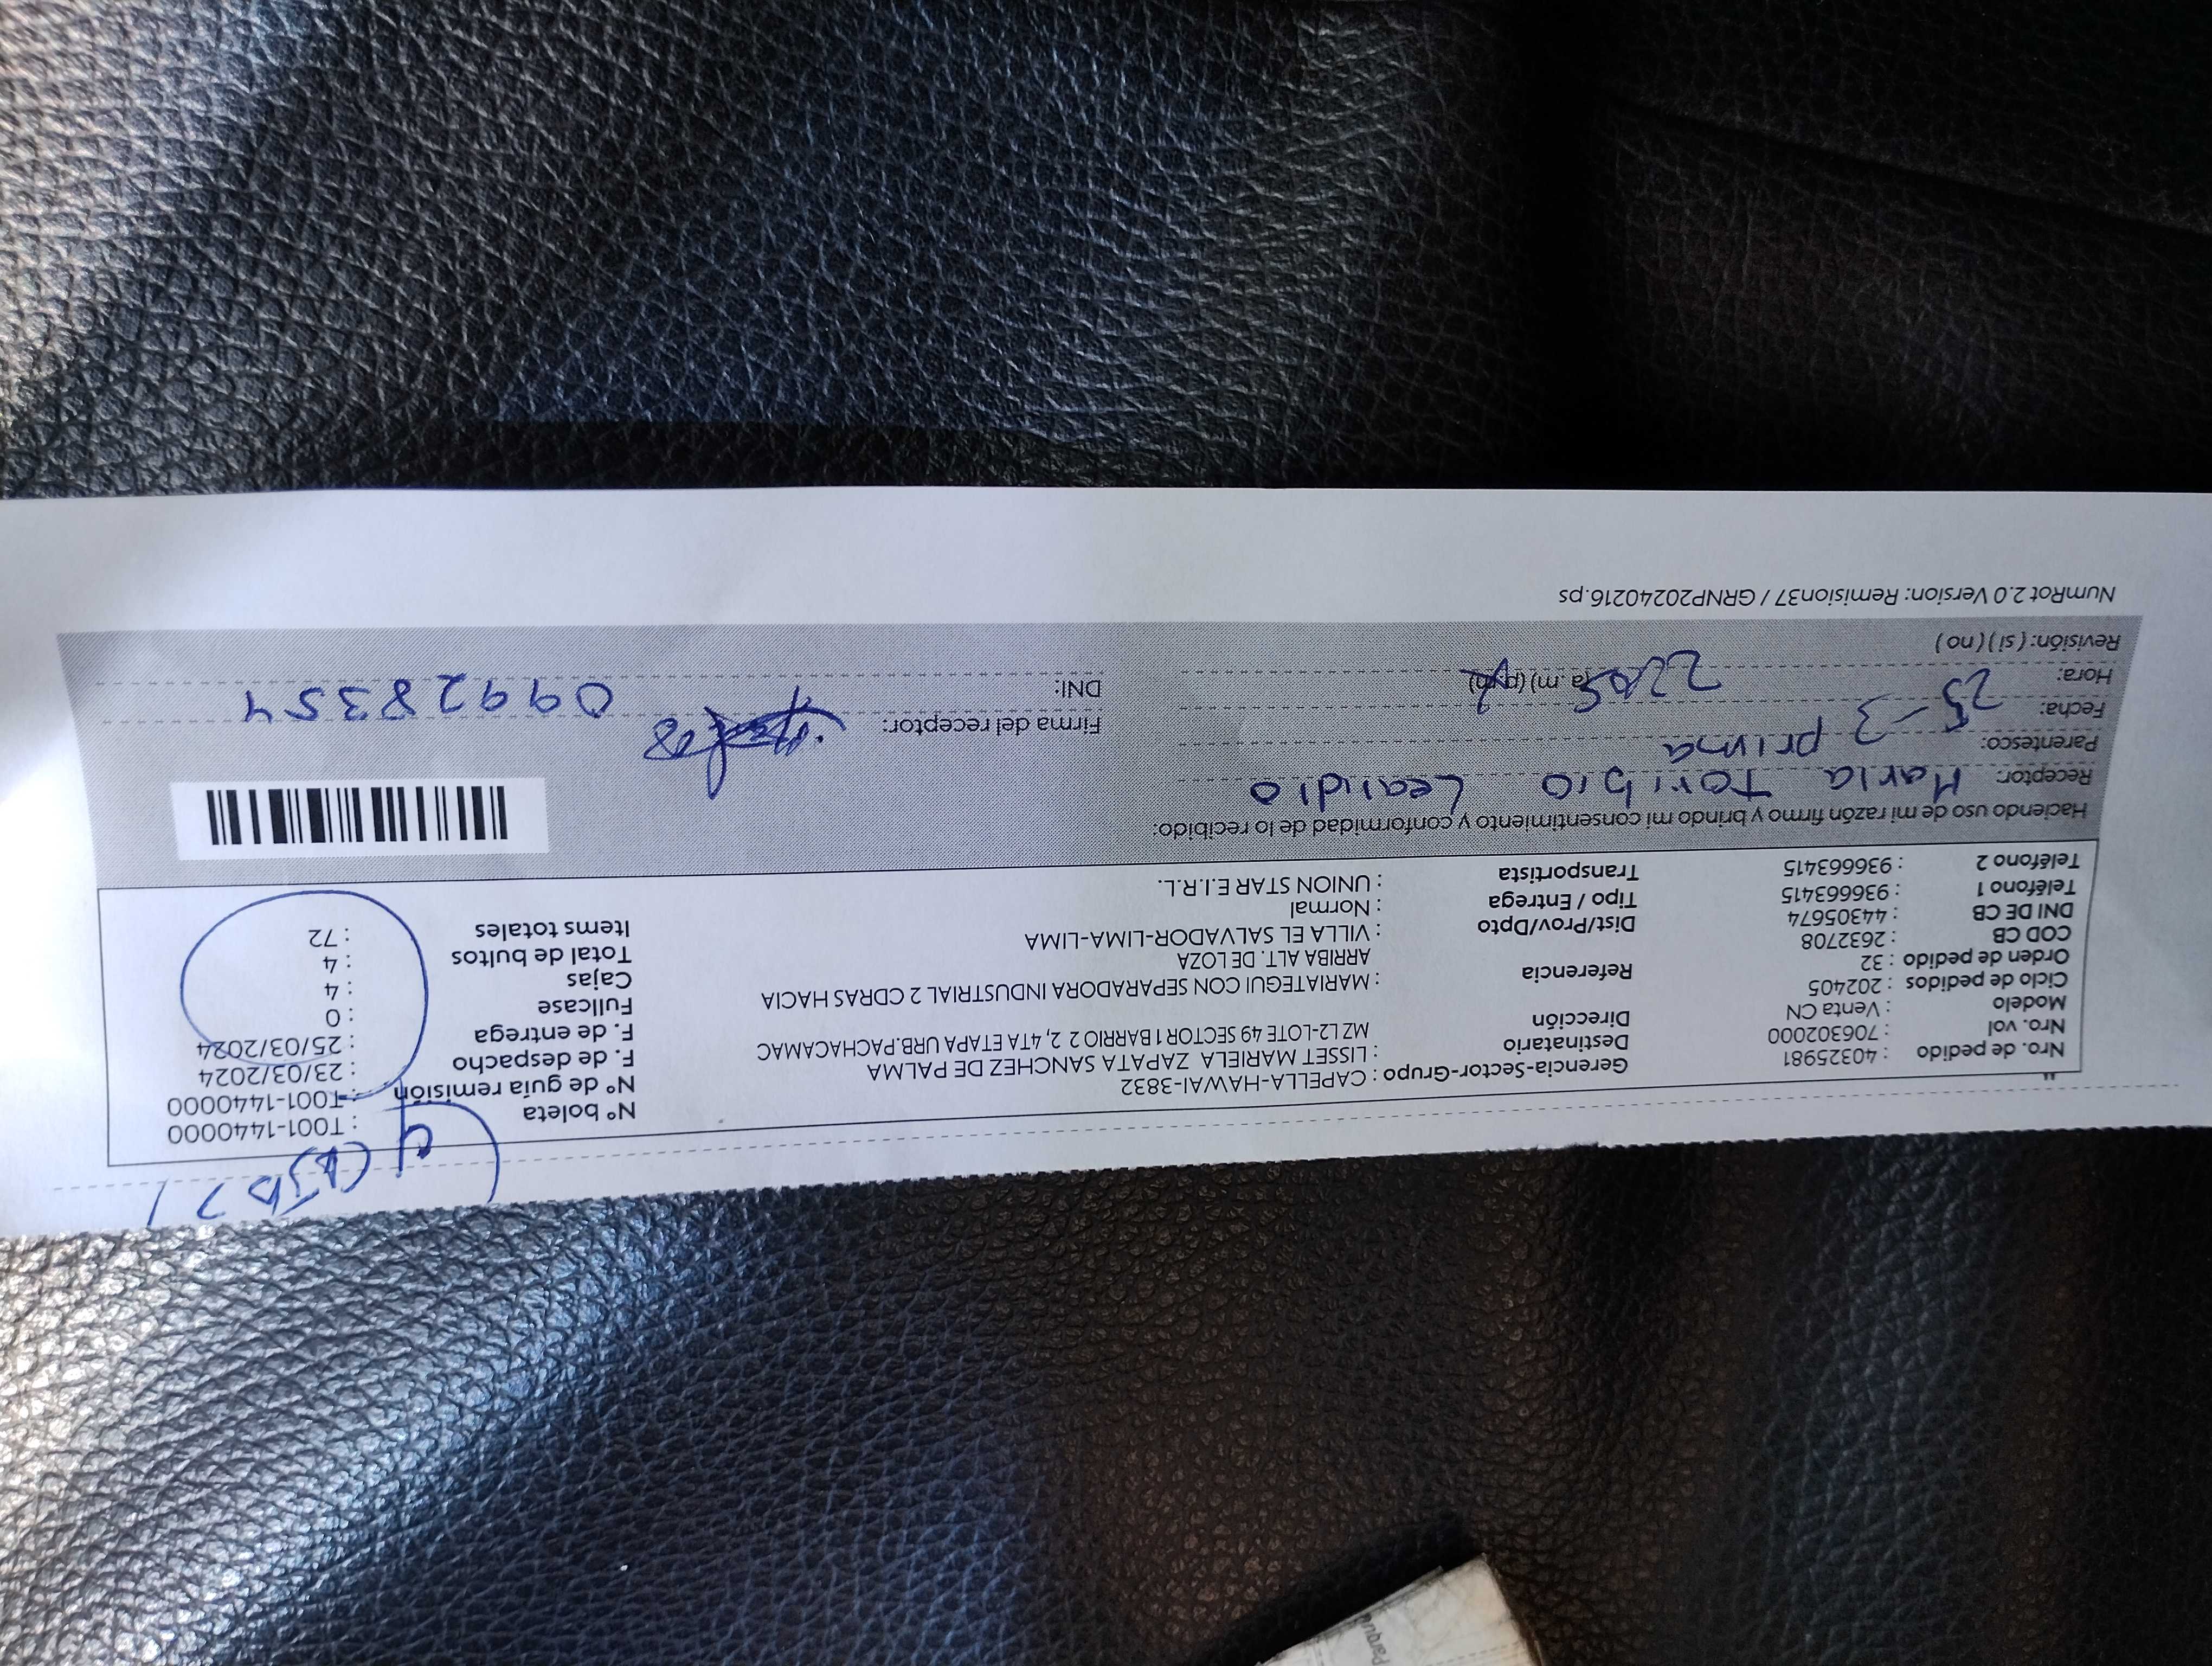 4 CAJAS
Nro. de pedido : 40325981
Nro. vol : 706302000
Modelo : Venta CN
Ciclo de pedidos : 202405
Orden de pedido : 32
COD CB : 2632708
DNI DE CB : 44305674
Teléfono 1 : 936663415
Teléfono 2 : 936663415
Gerencia-Sector-Grupo : CAPELLA-HAWAI-3832
Destinatario : LISSET MARIELA ZAPATA SANCHEZ DE PALMA
Dirección MZ L2-LOTE 49 SECTOR 1 BARRIO 2 2, 4TA ETAPA URB.PACHACAMAC
Referencia : MARIATEGUI CON SEPARADORA INDUSTRIAL 2 CDRAS HACIA
ARRIBA ALT. DE LOZA
Dist/Prov/Dpto : VILLA EL SALVADOR-LIMA-LIMA
Tipo / Entrega : Normal
Transportista : UNION STAR E.I.R.L.
N° boleta : T001-1440000
N° de guía remisión : T001-1440000
F. de despacho : 23/03/2024
F. de entrega : 25/03/2024
Fullcase : 0
Cajas : 4
Total de bultos : 4
Items totales : 72
Haciendo uso de mi razón firmo y brindo mi consentimiento y conformidad de lo recibido:
Receptor: Maria Toribio Leandro
Parentesco: prima
Fecha: 25-3
Hora: (a.m.) (p.m)
Revisión: ( si ) ( no )
Firma del receptor:
DNI: 09928354
NumRot 2.0 Version: Remision37 / GRNP20240216.ps